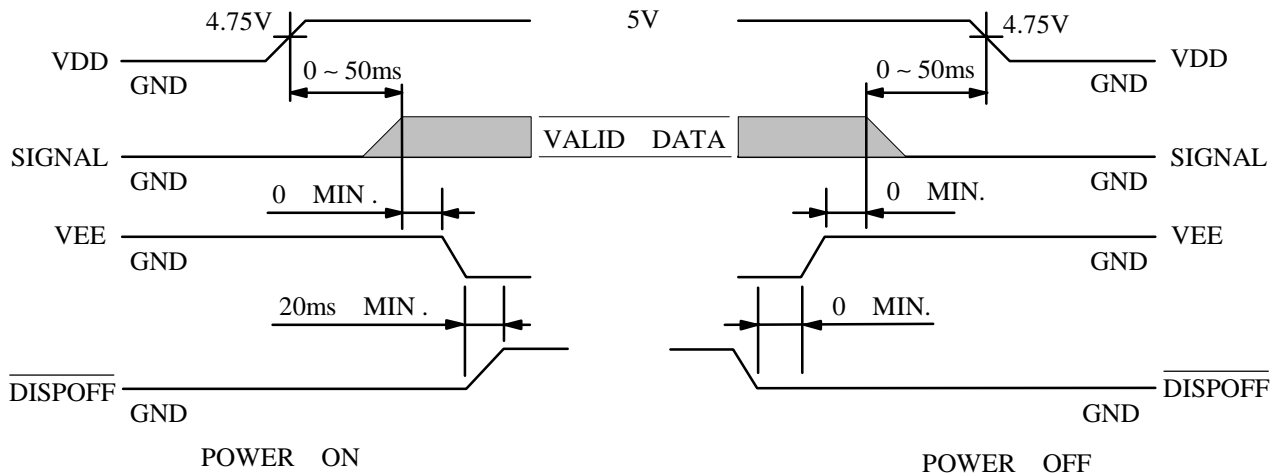 4.75V 5V 4.75V
VDD GND 0 ~ 50ms 0 ~ 50ms GND VDD
SIGNAL GND VALID DATA GND SIGNAL
0 MIN . 0 MIN.
VEE GND GND VEE
20ms MIN . 0 MIN.
DISPOFF GND GND DISPOFF
POWER ON POWER OFF